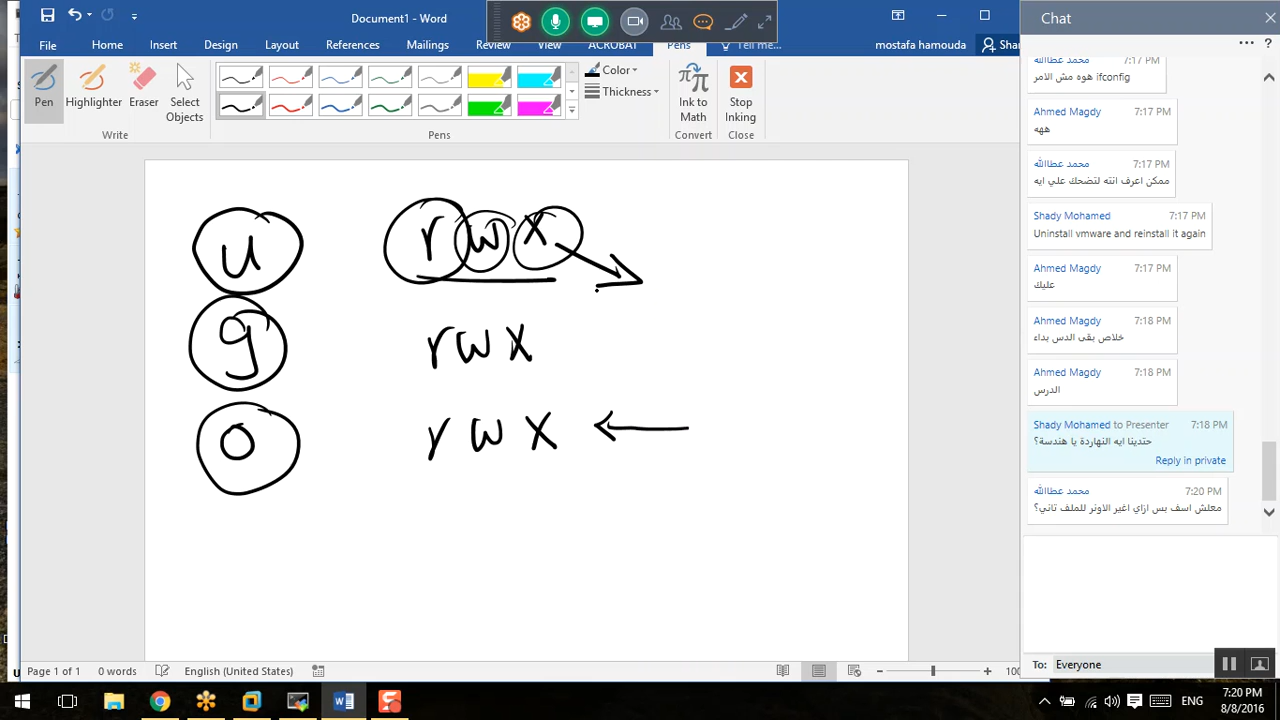 Document1 - Word
File Home Insert Design Layout References Mailings Review View ACROBAT Pens Tell me... mostafa hamouda
Pen Highlighter Eraser Select Objects Color Thickness Ink to Math Stop Inking
Write Pens Convert Close
u rwx
g rwx
o rwx
Page 1 of 1 0 words English (United States)
Chat
محمد عطاالله 7:17 PM
ifconfig هوه مش الامر
Ahmed Magdy 7:17 PM
ههه
محمد عطاالله 7:17 PM
ممكن اعرف انته لتضحك علي ايه
Shady Mohamed 7:17 PM
Uninstall vmware and reinstall it again
Ahmed Magdy 7:17 PM
عليك
Ahmed Magdy 7:18 PM
خلاص بقى الدس بداء
Ahmed Magdy 7:18 PM
الدرس
Shady Mohamed to Presenter 7:18 PM
حتدينا ايه النهاردة يا هندسة؟
Reply in private
محمد عطاالله 7:20 PM
معلش اسف بس ازاي اغير الاونر للملف تاني؟
To: Everyone
ENG 7:20 PM
8/8/2016